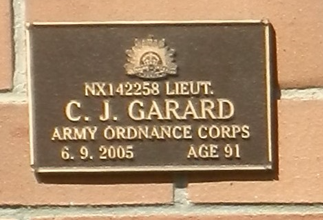 NX142258 LIEUT.
C. J. GARARD
ARMY ORDNANCE CORPS
6. 9. 2005 AGE 91